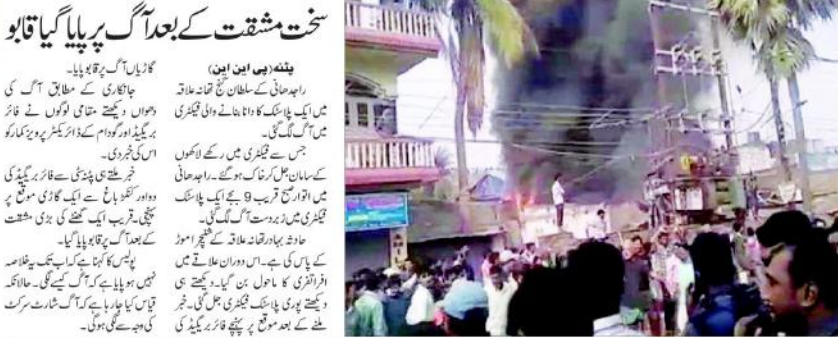 سخت مشقت کے بعد آگ پر پایا گیا قابو
پٹنہ (پی این این)
راجدھانی کے سلطان گنج تھانہ علاقہ
میں ایک پلاسٹک کا دانا بنانے والی فیکٹری
میں آگ لگ گئی۔
جس سے فیکٹری میں رکھے لاکھوں
کے سامان جل کر خاک ہو گئے۔ راجدھانی
میں اتوار صبح قریب 9 بجے ایک پلاسٹک
فیکٹری میں زبردست آگ لگ گئی۔
حادثہ بہادر تھانہ علاقہ کے موڑ
کے پاس کی ہے۔ اس دوران علاقے میں
افراتفری کا ماحول بن گیا۔ دیکھتے ہی
دیکھتے پوری پلاسٹک فیکٹری جل گئی۔ خبر
ملنے کے بعد موقع پر پہنچے فائر بریگیڈ کی
گاڑیاں آگ پر قابو پایا۔
جانکاری کے مطابق آگ کی
دھواں دیکھتے مقامی لوگوں نے فائر
بریگیڈ اور گودام کے ڈائریکٹر پرویز کمار کو
اس کی خبر دی۔
خبر ملتے ہی پٹنہ سٹی سے فائر بریگیڈ کی
دو اور کنکڑ باغ سے ایک گاڑی موقع پر
پہنچی۔ قریب ایک گھنٹے کی بڑی مشقت
کے بعد آگ پر قابو پایا گیا۔
پولیس کا کہنا ہے کہ اب تک یہ خلاصہ
نہیں ہو پایا ہے کہ آگ کیسے لگی۔ حالانکہ
قیاس کیا جا رہا ہے کہ آگ شارٹ سرکٹ
کی وجہ سے لگی ہوگی۔